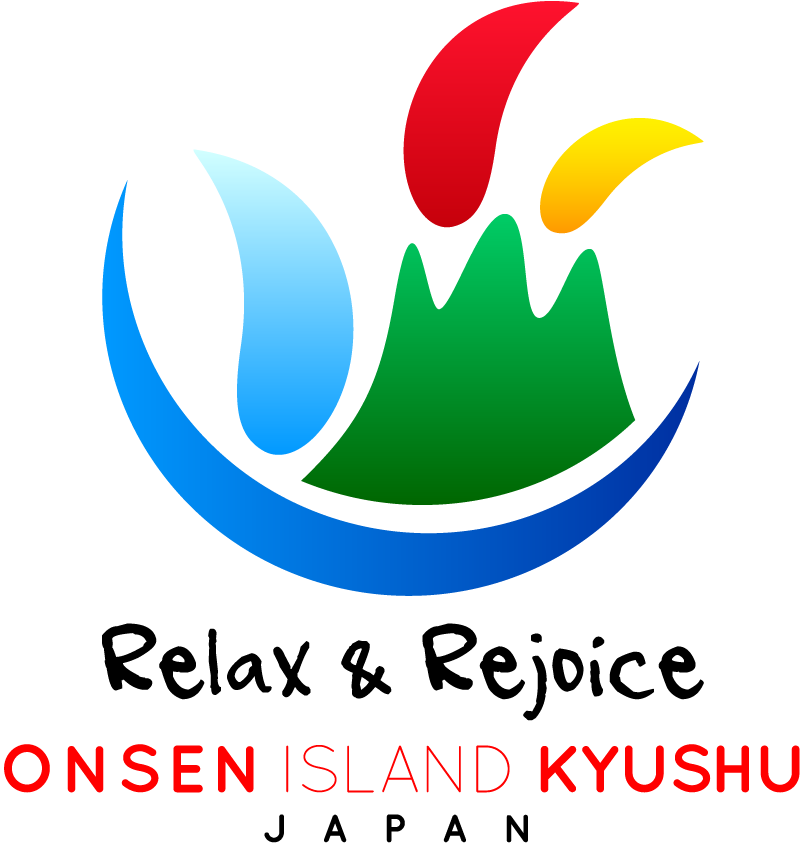 Relax & Rejoice
ONSEN ISLAND KYUSHU
JAPAN